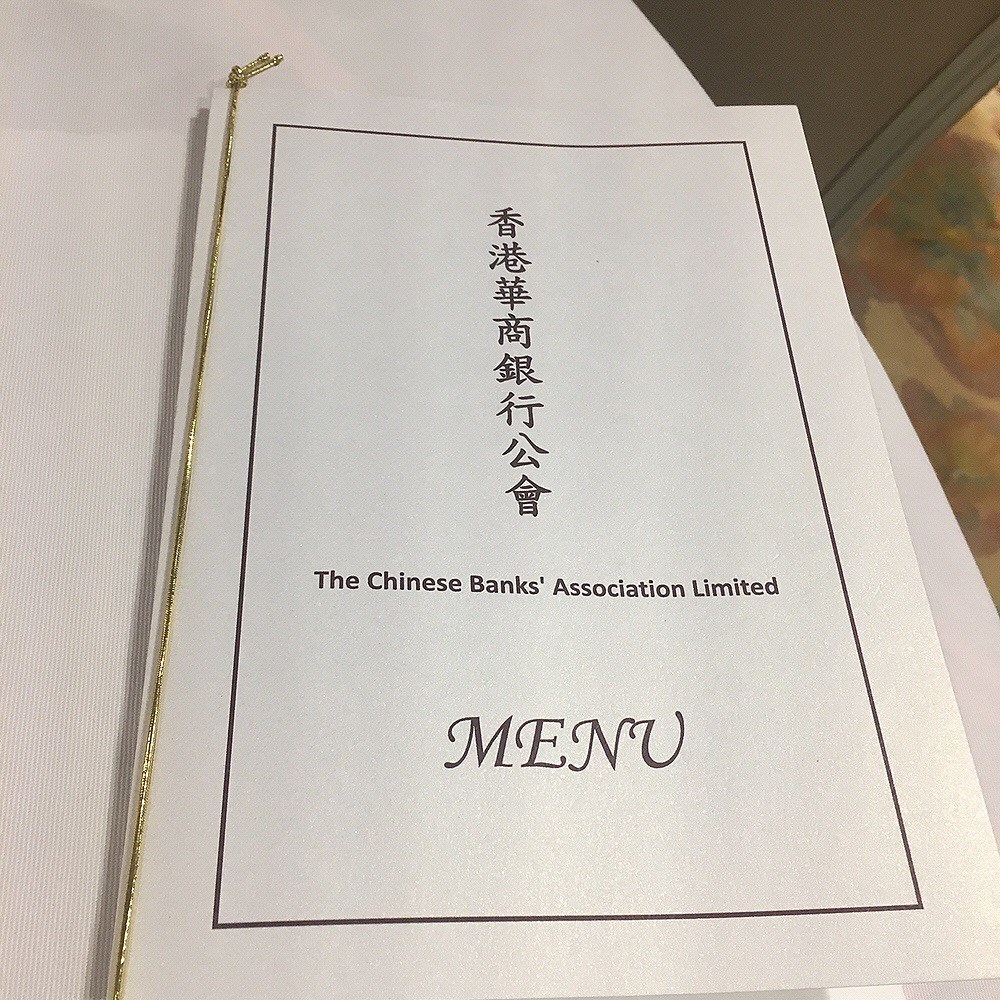 香港華商銀行公會
The Chinese Banks' Association Limited
MENU